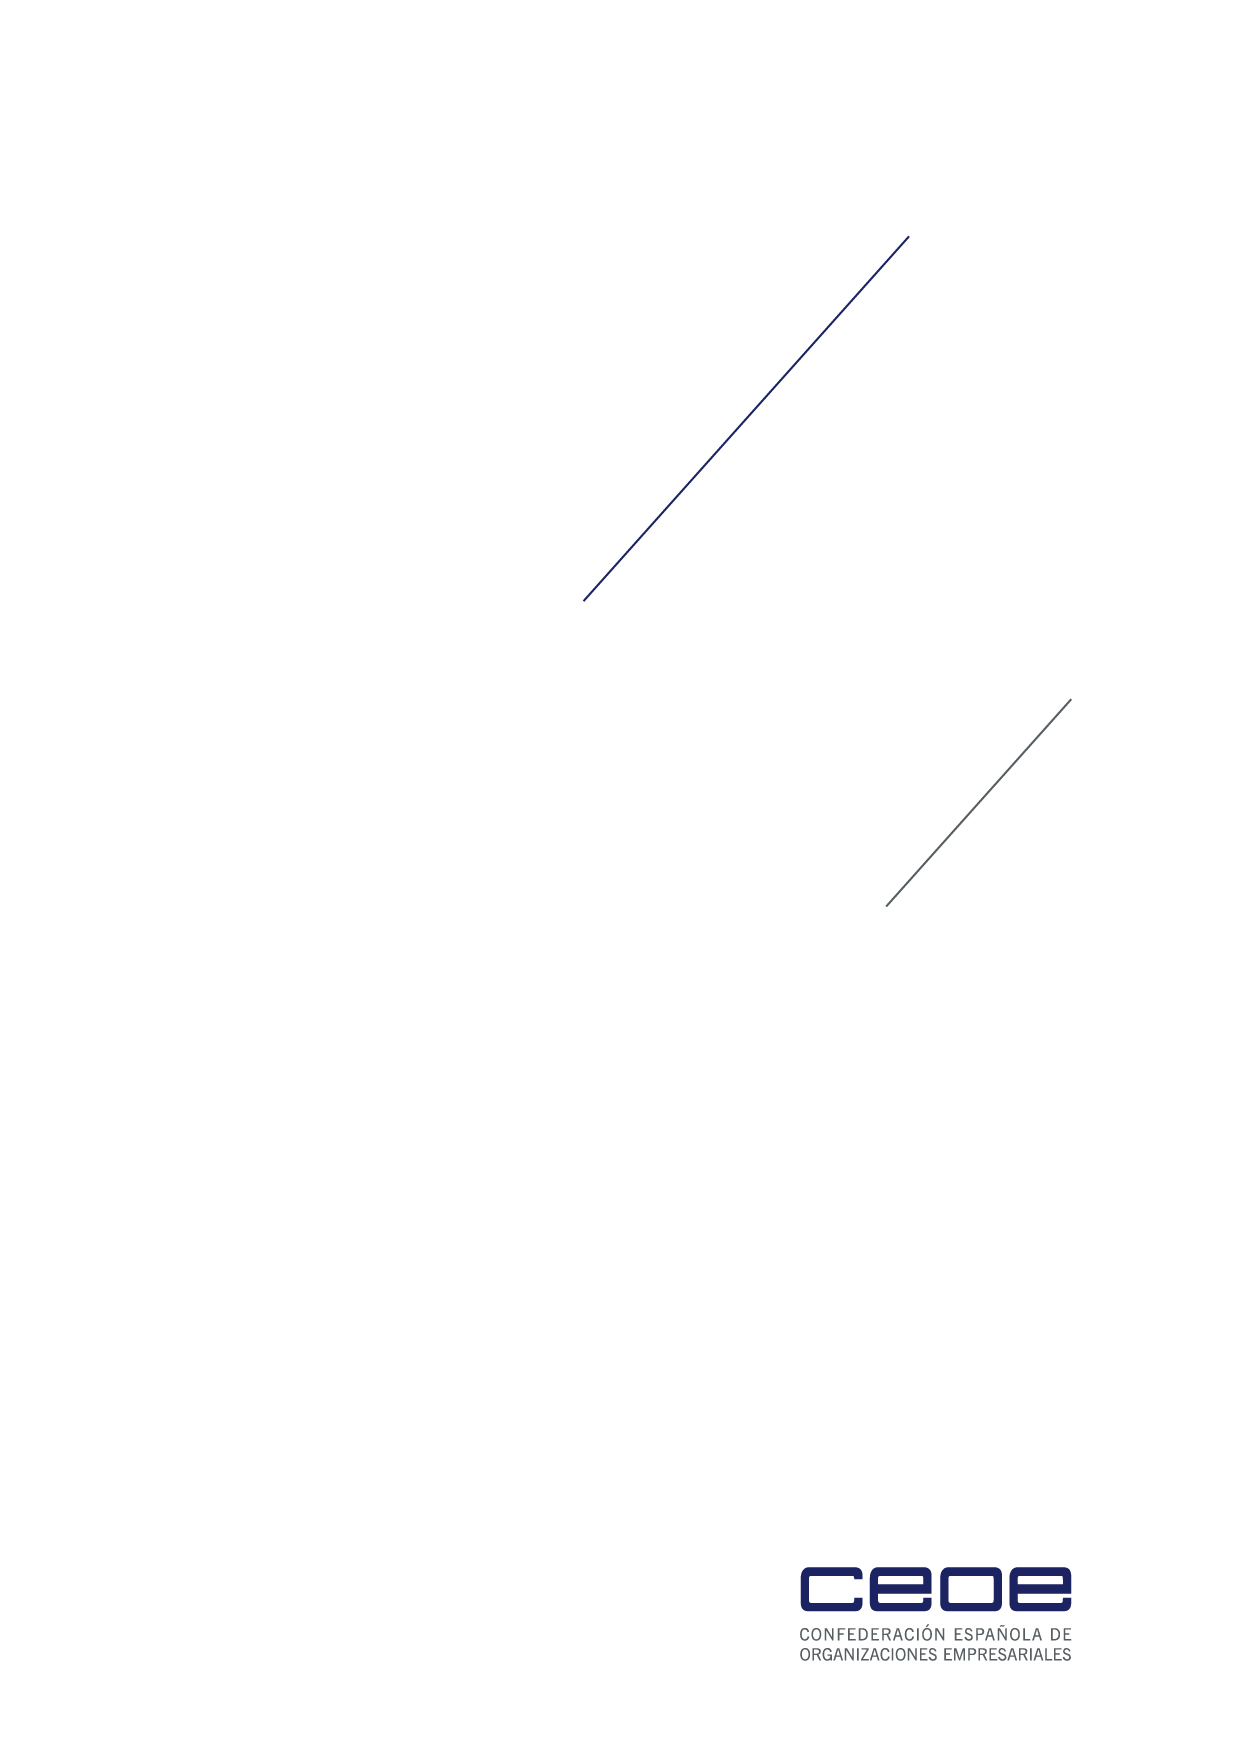 ceoe
CONFEDERACIÓN ESPAÑOLA DE
ORGANIZACIONES EMPRESARIALES